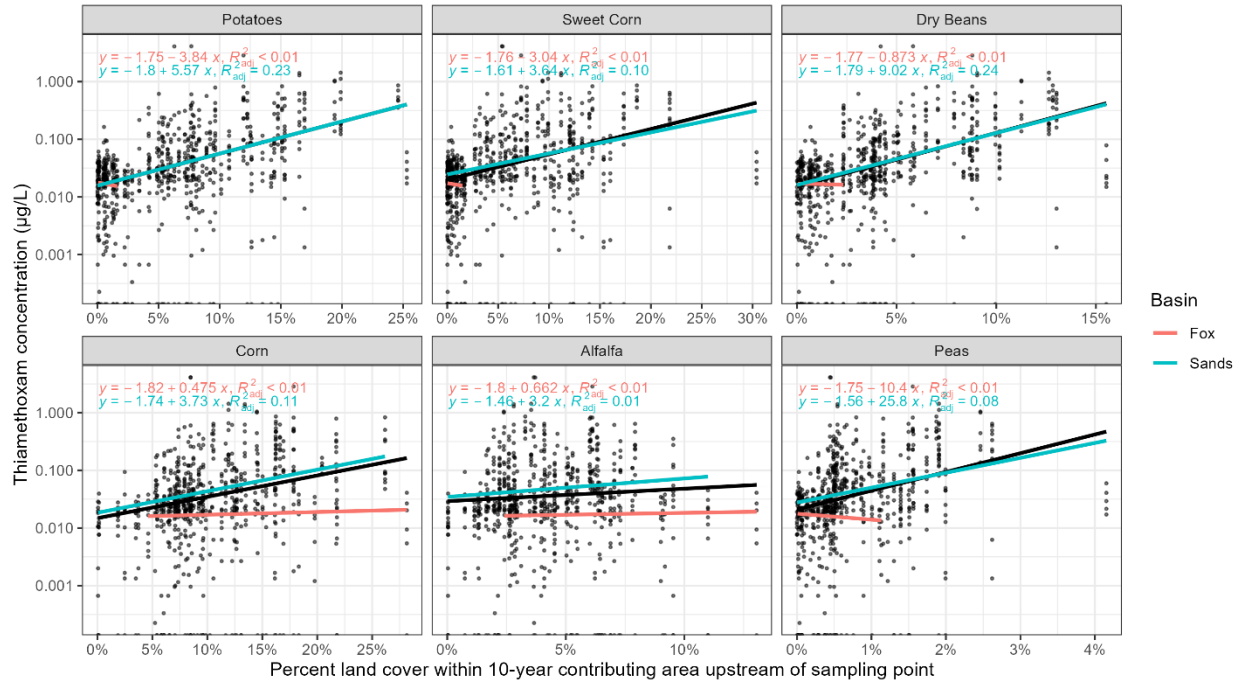 Potatoes
Sweet Corn
Dry Beans
y = − 1.75 − 3.84 x, R²adj < 0.01
y = − 1.8 + 5.57 x, R²adj = 0.23
y = − 1.76 − 3.04 x, R²adj < 0.01
y = − 1.61 + 3.64 x, R²adj = 0.10
y = − 1.77 − 0.873 x, R²adj < 0.01
y = − 1.79 + 9.02 x, R²adj = 0.24
1.000
0.100
0.010
0.001
0% 5% 10% 15% 20% 25%
0% 5% 10% 15% 20% 25% 30%
0% 5% 10% 15%
Thiamethoxam concentration (µg/L)
Basin
Fox
Sands
Corn
Alfalfa
Peas
y = − 1.82 + 0.475 x, R²adj < 0.01
y = − 1.74 + 3.73 x, R²adj = 0.11
y = − 1.8 + 0.662 x, R²adj < 0.01
y = − 1.46 + 3.2 x, R²adj = 0.01
y = − 1.75 − 10.4 x, R²adj < 0.01
y = − 1.56 + 25.8 x, R²adj = 0.08
1.000
0.100
0.010
0.001
0% 5% 10% 15% 20% 25%
0% 5% 10%
0% 1% 2% 3% 4%
Percent land cover within 10-year contributing area upstream of sampling point